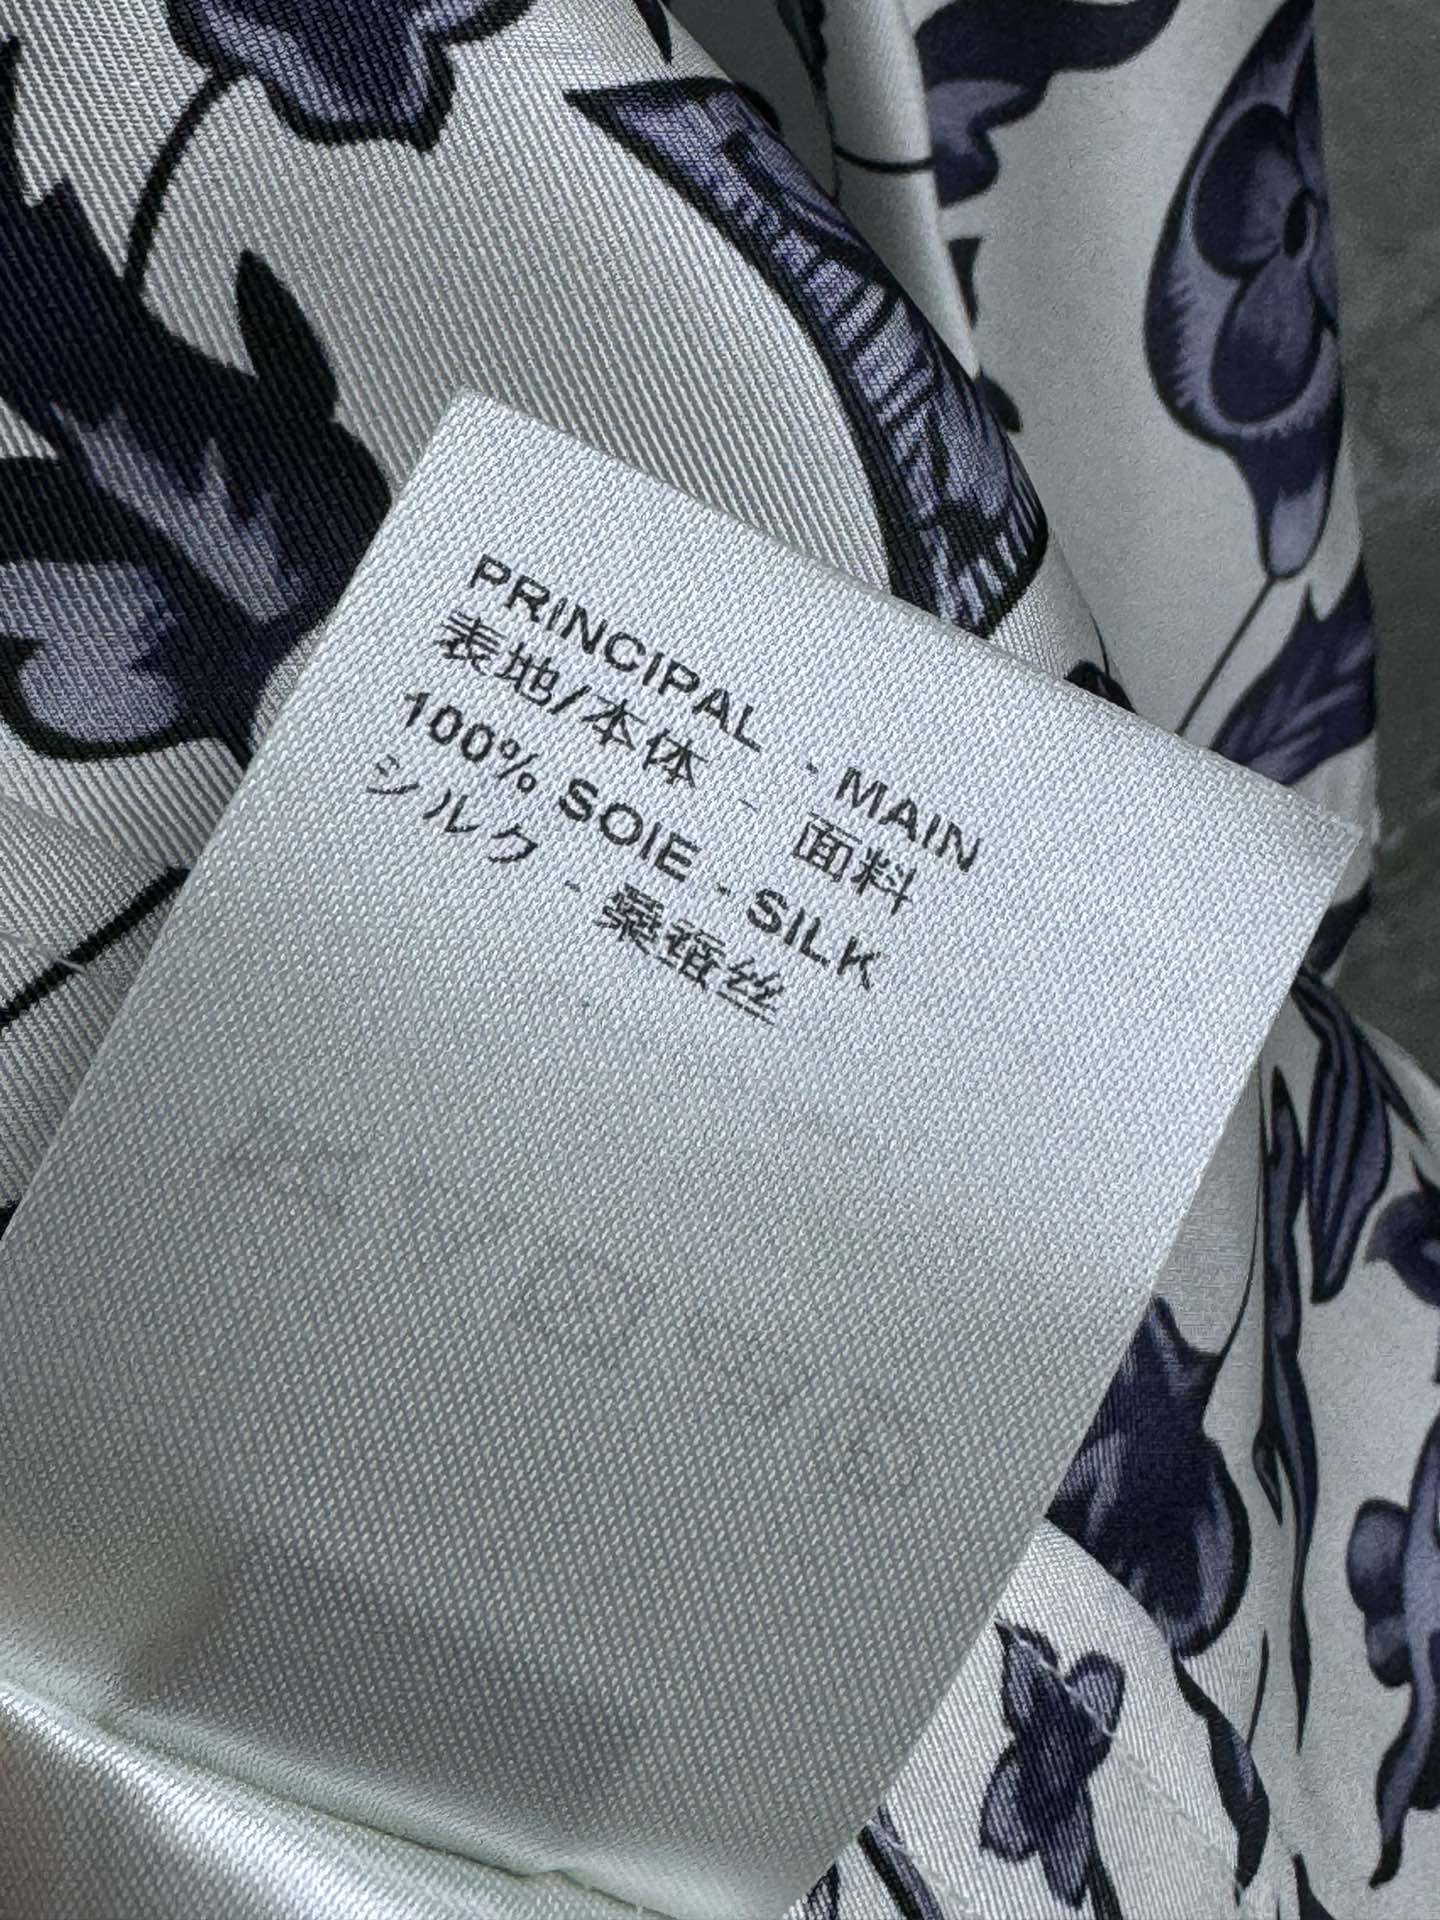 PRINCIPAL - MAIN
表地/本体 - 面料
100% SOIE - SILK
シルク - 桑蚕丝